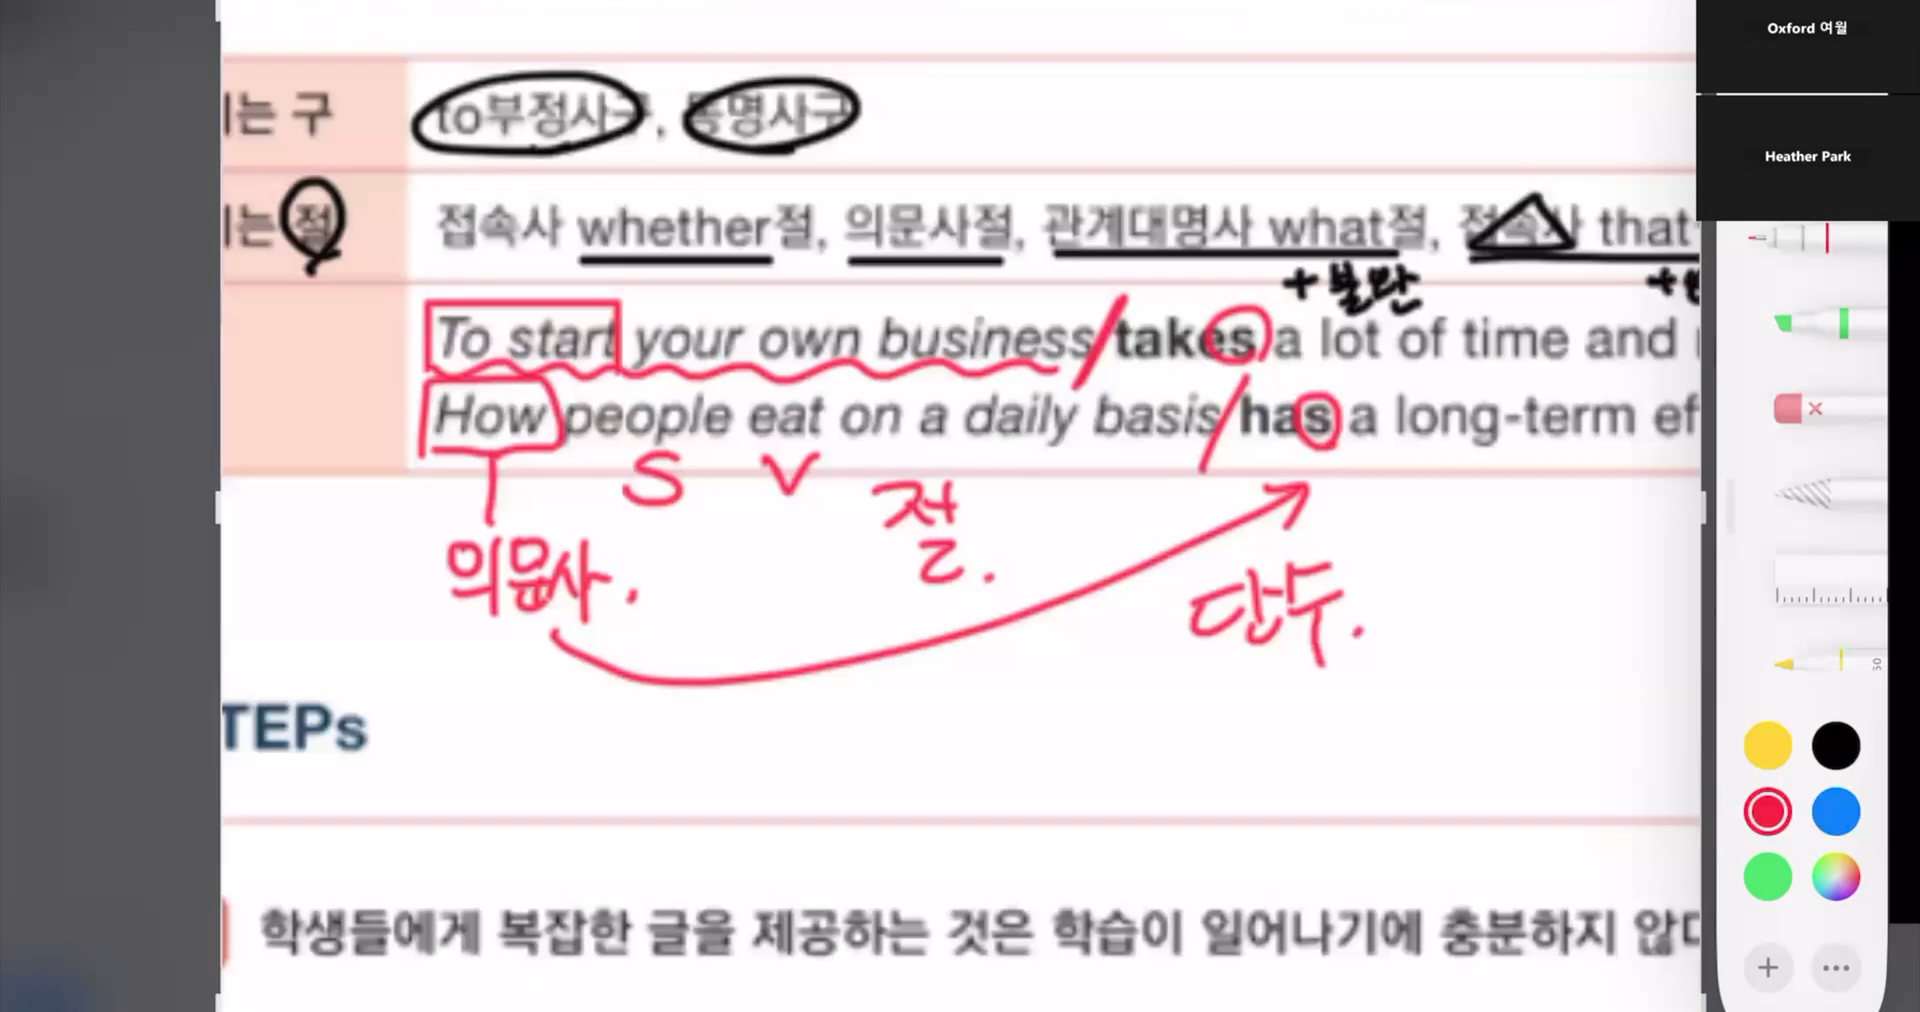 Oxford 여월
Heather Park
는 구
to부정사구, 동명사구
는 절
접속사 whether절, 의문사절, 관계대명사 what절, 접속사 that
+ 불완
+
To start your own business / takes a lot of time and
How people eat on a daily basis / has a long-term ef
S V 절.
의문사.
단수.
TEPs
학생들에게 복잡한 글을 제공하는 것은 학습이 일어나기에 충분하지 않다
50